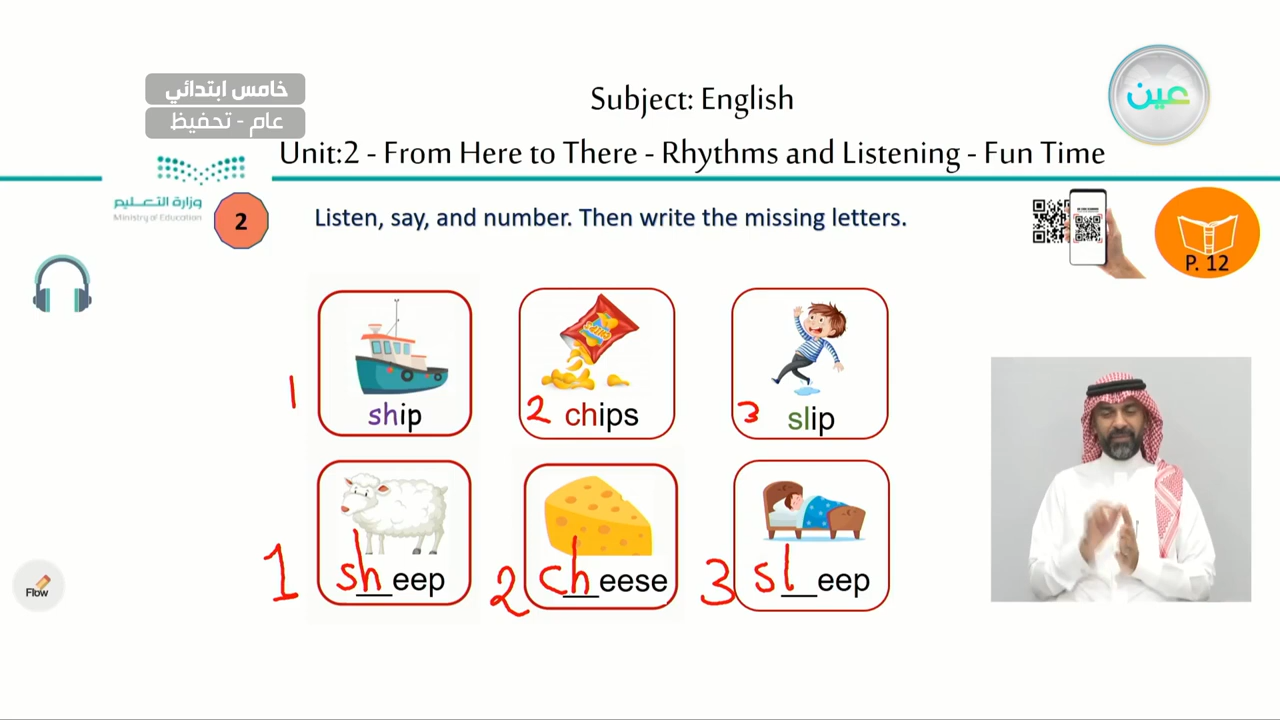 خامس ابتدائي
عام - تحفيظ
عين
Subject: English
Unit:2 - From Here to There - Rhythms and Listening - Fun Time
وزارة التعليم
Ministry of Education
2
Listen, say, and number. Then write the missing letters.
P. 12
CHIPS
1 ship
2 chips
3 slip
1 sheep
2 cheese
3 sleep
Flow